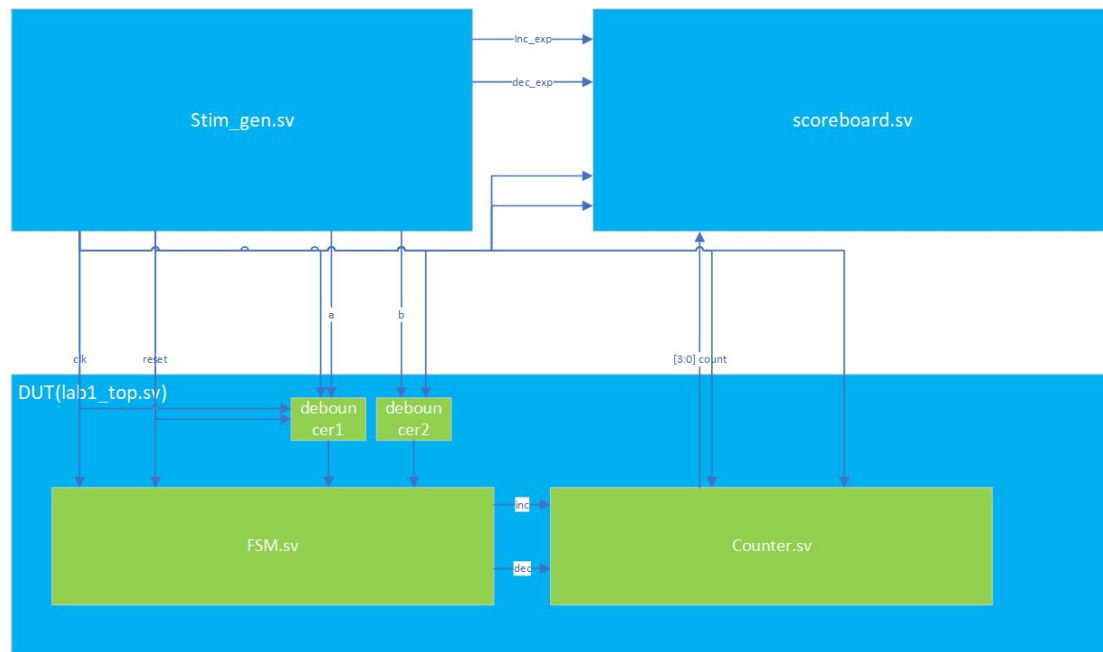 Inc_exp
dec_exp
Stim_gen.sv
scoreboard.sv
a
b
clk
reset
[3:0] count
DUT(lab1_top.sv)
deboun
cer1
deboun
cer2
inc
FSM.sv
Counter.sv
dec